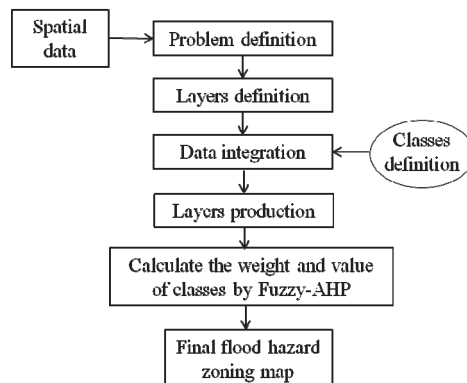 Spatial
data
Problem definition
Layers definition
Data integration
Classes
definition
Layers production
Calculate the weight and value
of classes by Fuzzy-AHP
Final flood hazard
zoning map